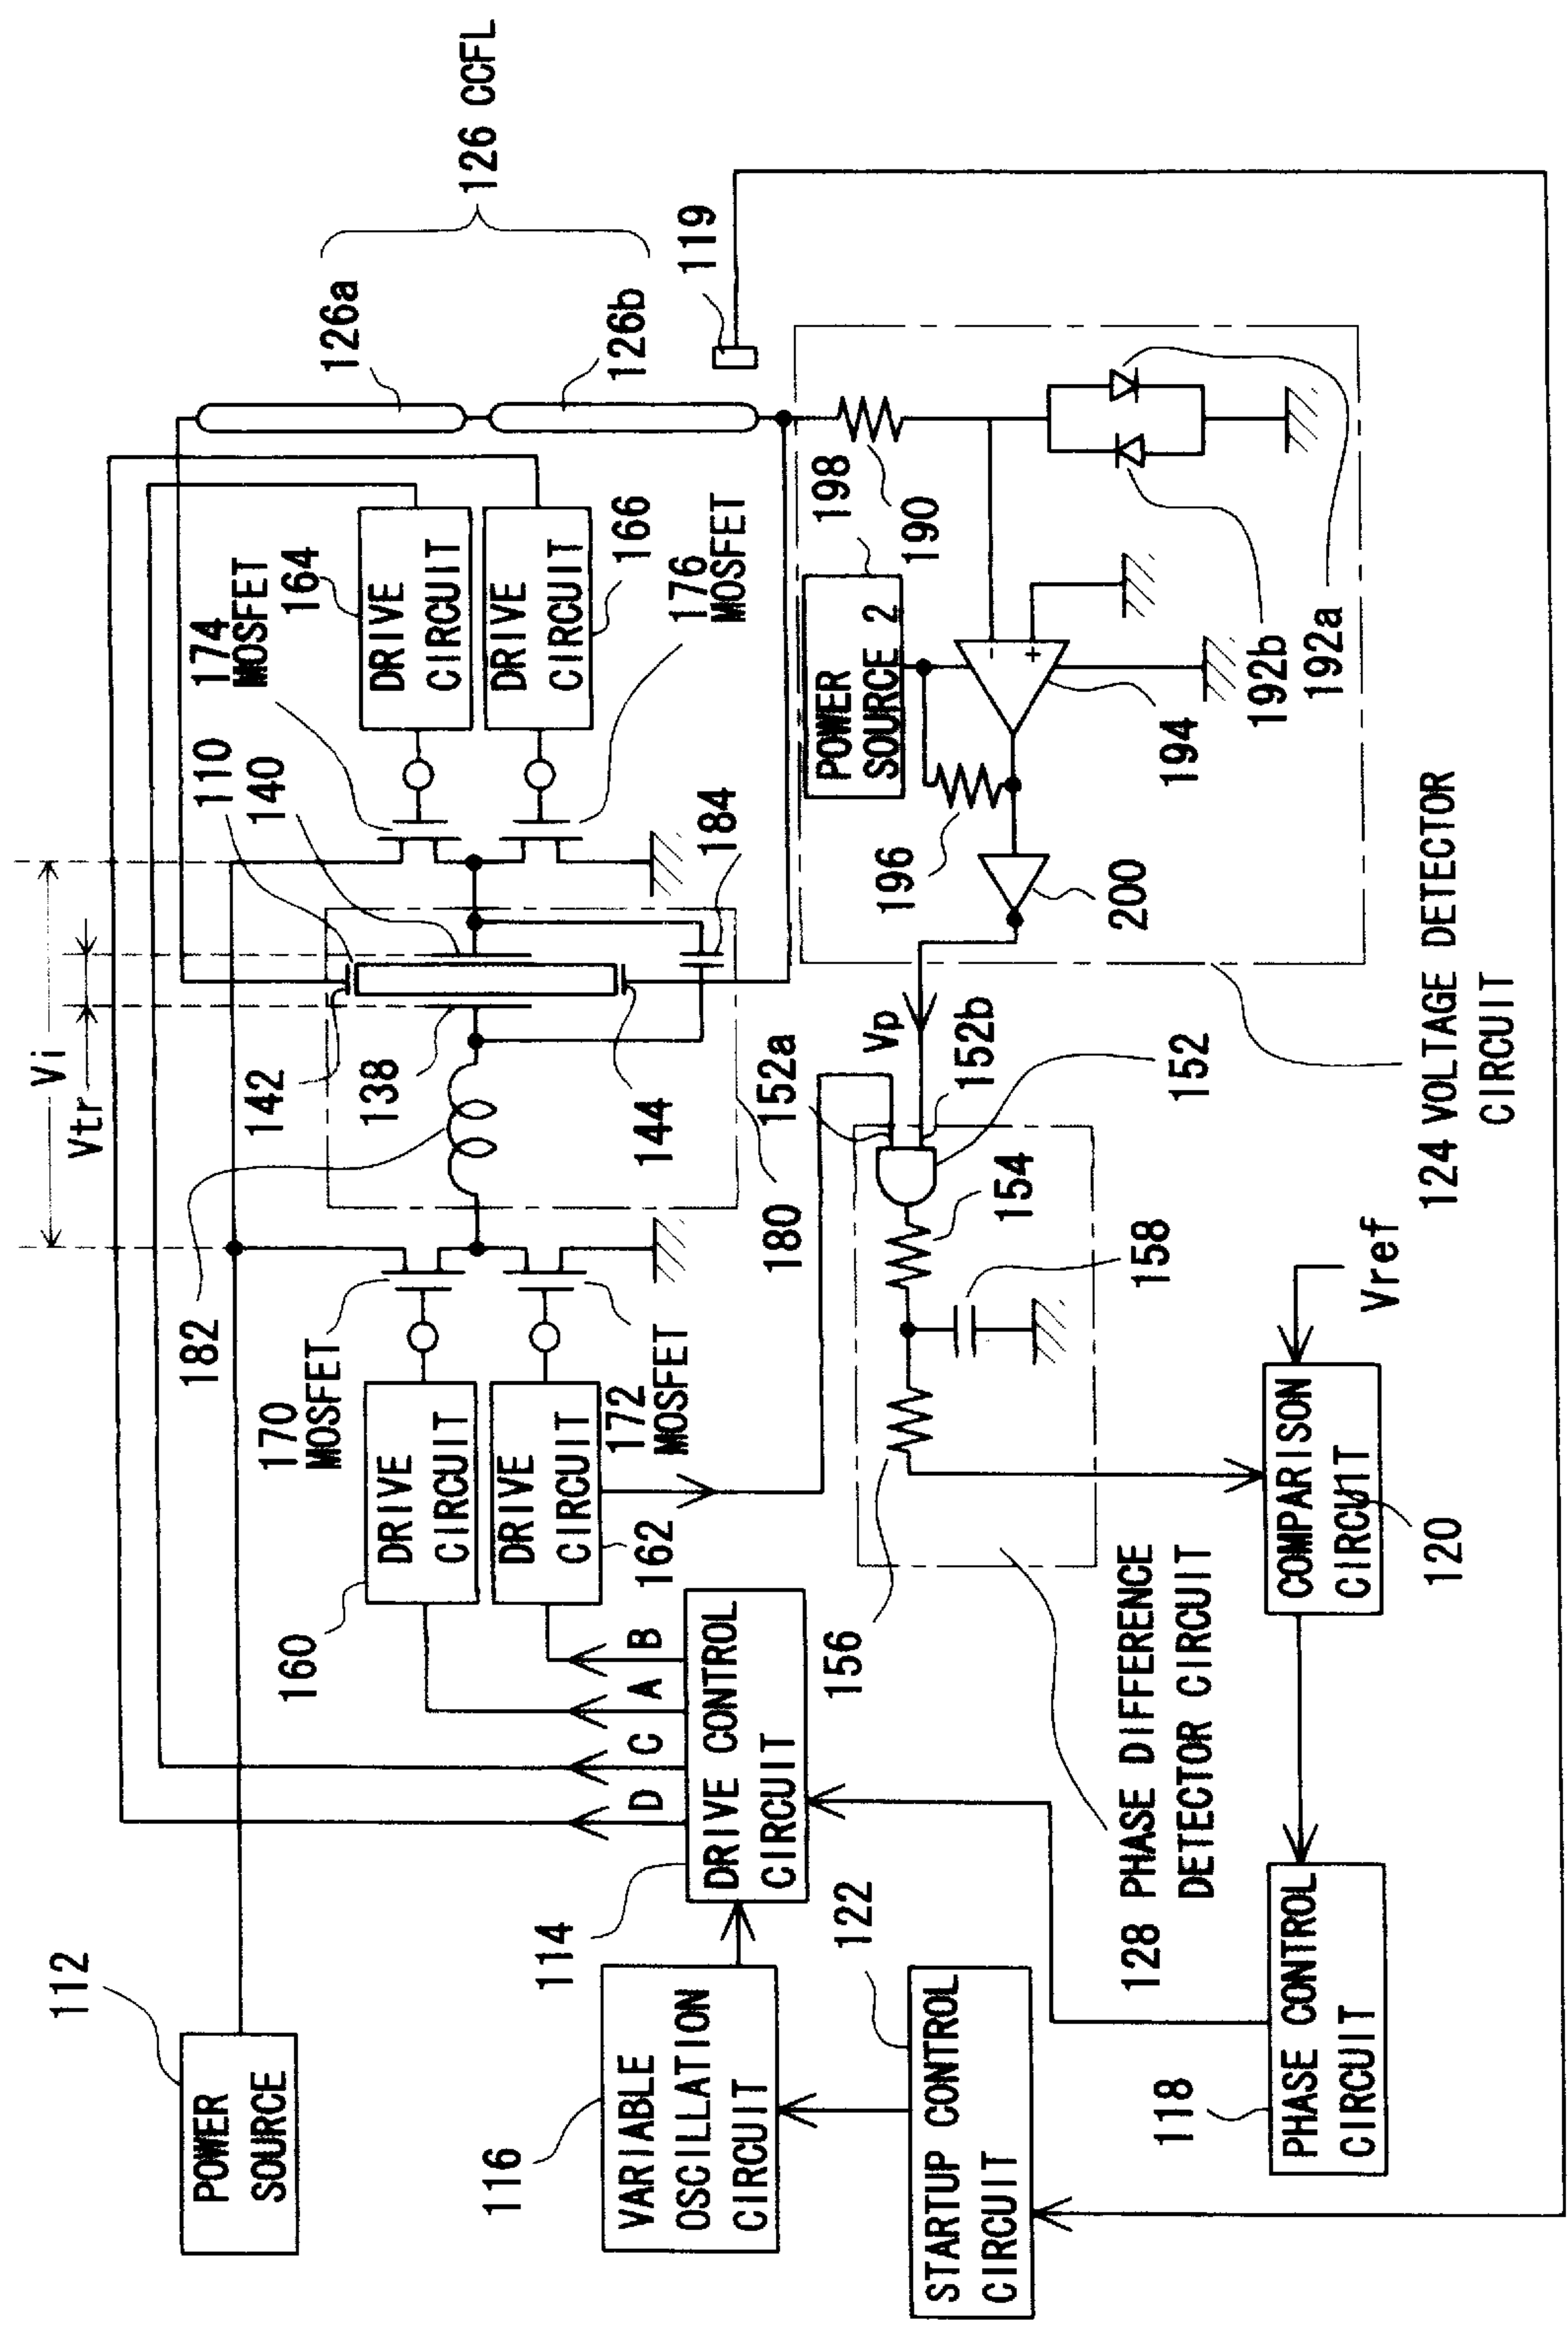 126 CCFL
126a
126b
119
164
DRIVE
CIRCUIT
DRIVE
CIRCUIT
166
174
MOSFET
176
MOSFET
110
140
184
Vi
Vtr
142
138
144
182
180
170
MOSFET
172
MOSFET
DRIVE
CIRCUIT
DRIVE
CIRCUIT
160
162
112
POWER
SOURCE
D
C
A
B
114
DRIVE CONTROL
CIRCUIT
116
VARIABLE
OSCILLATION
CIRCUIT
122
STARTUP CONTROL
CIRCUIT
198
190
POWER
SOURCE 2
-
+
196
194
200
192b
192a
Vp
152a
152b
152
154
158
156
124 VOLTAGE DETECTOR
CIRCUIT
128 PHASE DIFFERENCE
DETECTOR CIRCUIT
Vref
COMPARISON
CIRCUIT
120
118
PHASE CONTROL
CIRCUIT